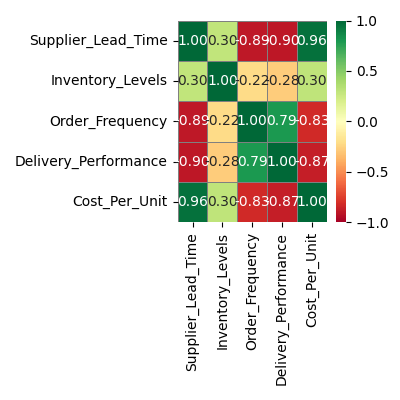 Supplier_Lead_Time 1.00 0.30 -0.89 -0.90 0.96
Inventory_Levels 0.30 1.00 -0.22 -0.28 0.30
Order_Frequency -0.89 -0.22 1.00 0.79 -0.83
Delivery_Performance -0.90 -0.28 0.79 1.00 -0.87
Cost_Per_Unit 0.96 0.30 -0.83 -0.87 1.00
Supplier_Lead_Time
Inventory_Levels
Order_Frequency
Delivery_Performance
Cost_Per_Unit
1.0
0.5
0.0
−0.5
−1.0